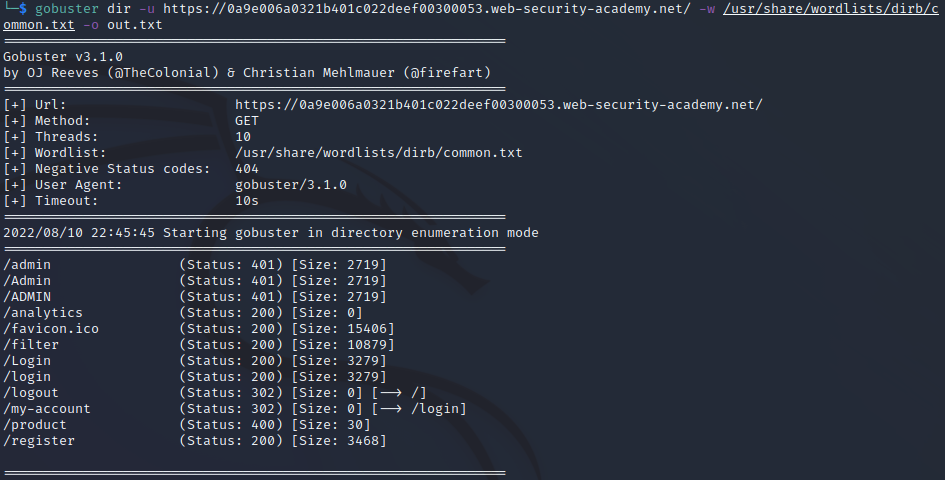 └─$ gobuster dir -u https://0a9e006a0321b401c022deef00300053.web-security-academy.net/ -w /usr/share/wordlists/dirb/c
ommon.txt -o out.txt
===============================================================
Gobuster v3.1.0
by OJ Reeves (@TheColonial) & Christian Mehlmauer (@firefart)
===============================================================
[+] Url:                     https://0a9e006a0321b401c022deef00300053.web-security-academy.net/
[+] Method:                  GET
[+] Threads:                 10
[+] Wordlist:                /usr/share/wordlists/dirb/common.txt
[+] Negative Status codes:   404
[+] User Agent:              gobuster/3.1.0
[+] Timeout:                 10s
===============================================================
2022/08/10 22:45:45 Starting gobuster in directory enumeration mode
===============================================================
/admin                (Status: 401) [Size: 2719]
/Admin                (Status: 401) [Size: 2719]
/ADMIN                (Status: 401) [Size: 2719]
/analytics            (Status: 200) [Size: 0]
/favicon.ico          (Status: 200) [Size: 15406]
/filter               (Status: 200) [Size: 10879]
/Login                (Status: 200) [Size: 3279]
/login                (Status: 200) [Size: 3279]
/logout               (Status: 302) [Size: 0] [--> /]
/my-account           (Status: 302) [Size: 0] [--> /login]
/product              (Status: 400) [Size: 30]
/register             (Status: 200) [Size: 3468]
===============================================================